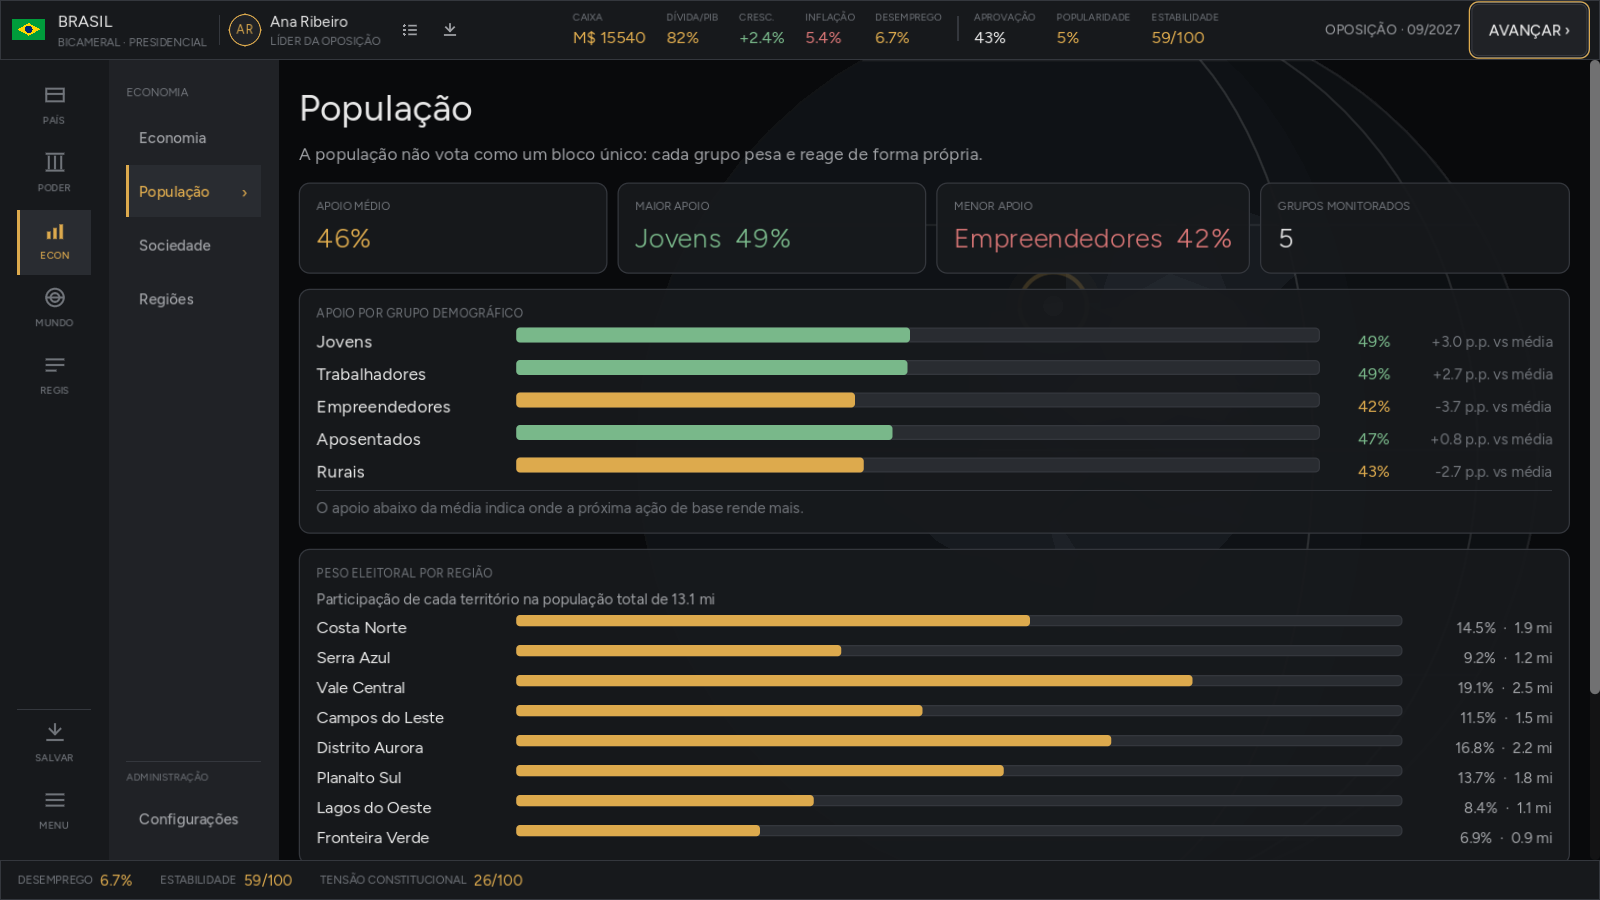 BRASIL
BICAMERAL · PRESIDENCIAL
AR
Ana Ribeiro
LÍDER DA OPOSIÇÃO
CAIXA
M$ 15540
DÍVIDA/PIB
82%
CRESC.
+2.4%
INFLAÇÃO
5.4%
DESEMPREGO
6.7%
APROVAÇÃO
43%
POPULARIDADE
5%
ESTABILIDADE
59/100
OPOSIÇÃO · 09/2027
AVANÇAR ›
PAÍS
PODER
ECON
MUNDO
REGIS
SALVAR
MENU
ECONOMIA
Economia
População ›
Sociedade
Regiões
ADMINISTRAÇÃO
Configurações
População
A população não vota como um bloco único: cada grupo pesa e reage de forma própria.
APOIO MÉDIO
46%
MAIOR APOIO
Jovens 49%
MENOR APOIO
Empreendedores 42%
GRUPOS MONITORADOS
5
APOIO POR GRUPO DEMOGRÁFICO
Jovens 49% +3.0 p.p. vs média
Trabalhadores 49% +2.7 p.p. vs média
Empreendedores 42% -3.7 p.p. vs média
Aposentados 47% +0.8 p.p. vs média
Rurais 43% -2.7 p.p. vs média
O apoio abaixo da média indica onde a próxima ação de base rende mais.
PESO ELEITORAL POR REGIÃO
Participação de cada território na população total de 13.1 mi
Costa Norte 14.5% · 1.9 mi
Serra Azul 9.2% · 1.2 mi
Vale Central 19.1% · 2.5 mi
Campos do Leste 11.5% · 1.5 mi
Distrito Aurora 16.8% · 2.2 mi
Planalto Sul 13.7% · 1.8 mi
Lagos do Oeste 8.4% · 1.1 mi
Fronteira Verde 6.9% · 0.9 mi
DESEMPREGO 6.7%
ESTABILIDADE 59/100
TENSÃO CONSTITUCIONAL 26/100